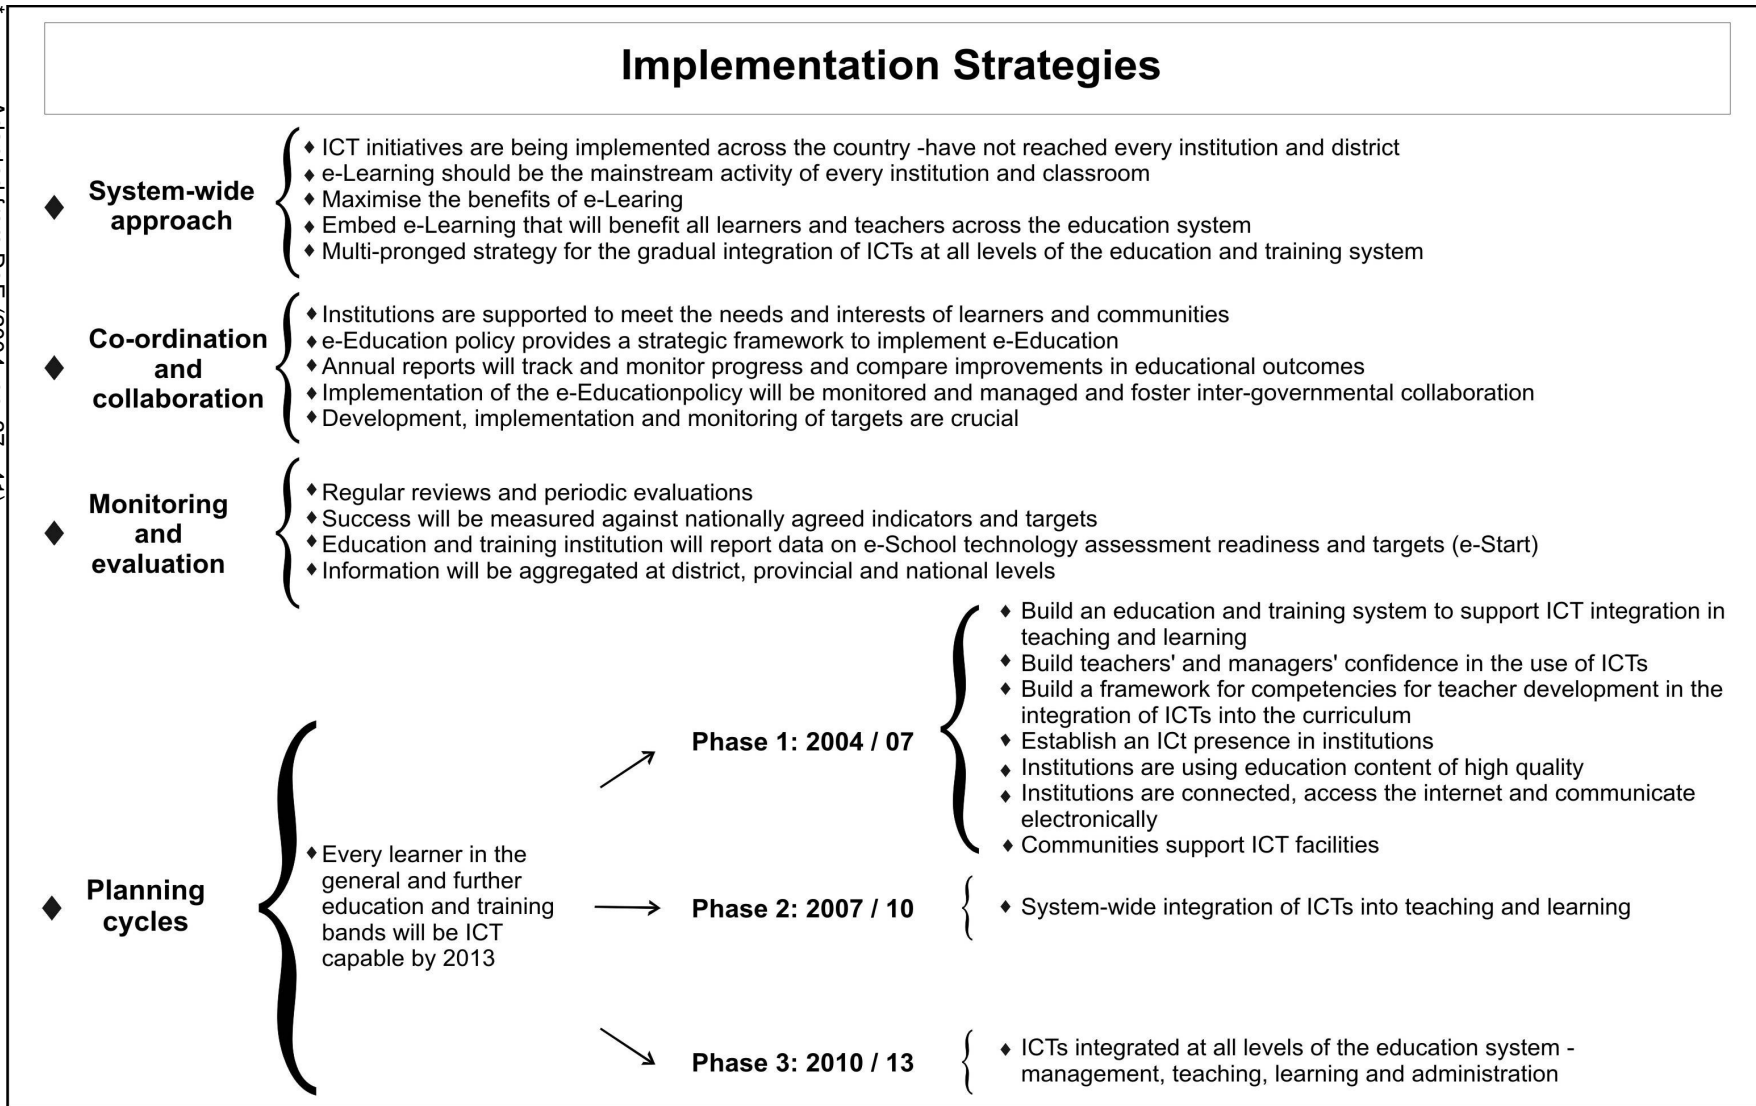 Implementation Strategies
System-wide
approach
ICT initiatives are being implemented across the country -have not reached every institution and district
e-Learning should be the mainstream activity of every institution and classroom
Maximise the benefits of e-Learing
Embed e-Learning that will benefit all learners and teachers across the education system
Multi-pronged strategy for the gradual integration of ICTs at all levels of the education and training system
Co-ordination
and
collaboration
Institutions are supported to meet the needs and interests of learners and communities
e-Education policy provides a strategic framework to implement e-Education
Annual reports will track and monitor progress and compare improvements in educational outcomes
Implementation of the e-Educationpolicy will be monitored and managed and foster inter-governmental collaboration
Development, implementation and monitoring of targets are crucial
Monitoring
and
evaluation
Regular reviews and periodic evaluations
Success will be measured against nationally agreed indicators and targets
Education and training institution will report data on e-School technology assessment readiness and targets (e-Start)
Information will be aggregated at district, provincial and national levels
Planning
cycles
Every learner in the
general and further
education and training
bands will be ICT
capable by 2013
Phase 1: 2004 / 07
Build an education and training system to support ICT integration in
teaching and learning
Build teachers' and managers' confidence in the use of ICTs
Build a framework for competencies for teacher development in the
integration of ICTs into the curriculum
Establish an ICt presence in institutions
Institutions are using education content of high quality
Institutions are connected, access the internet and communicate
electronically
Communities support ICT facilities
Phase 2: 2007 / 10
System-wide integration of ICTs into teaching and learning
Phase 3: 2010 / 13
ICTs integrated at all levels of the education system -
management, teaching, learning and administration